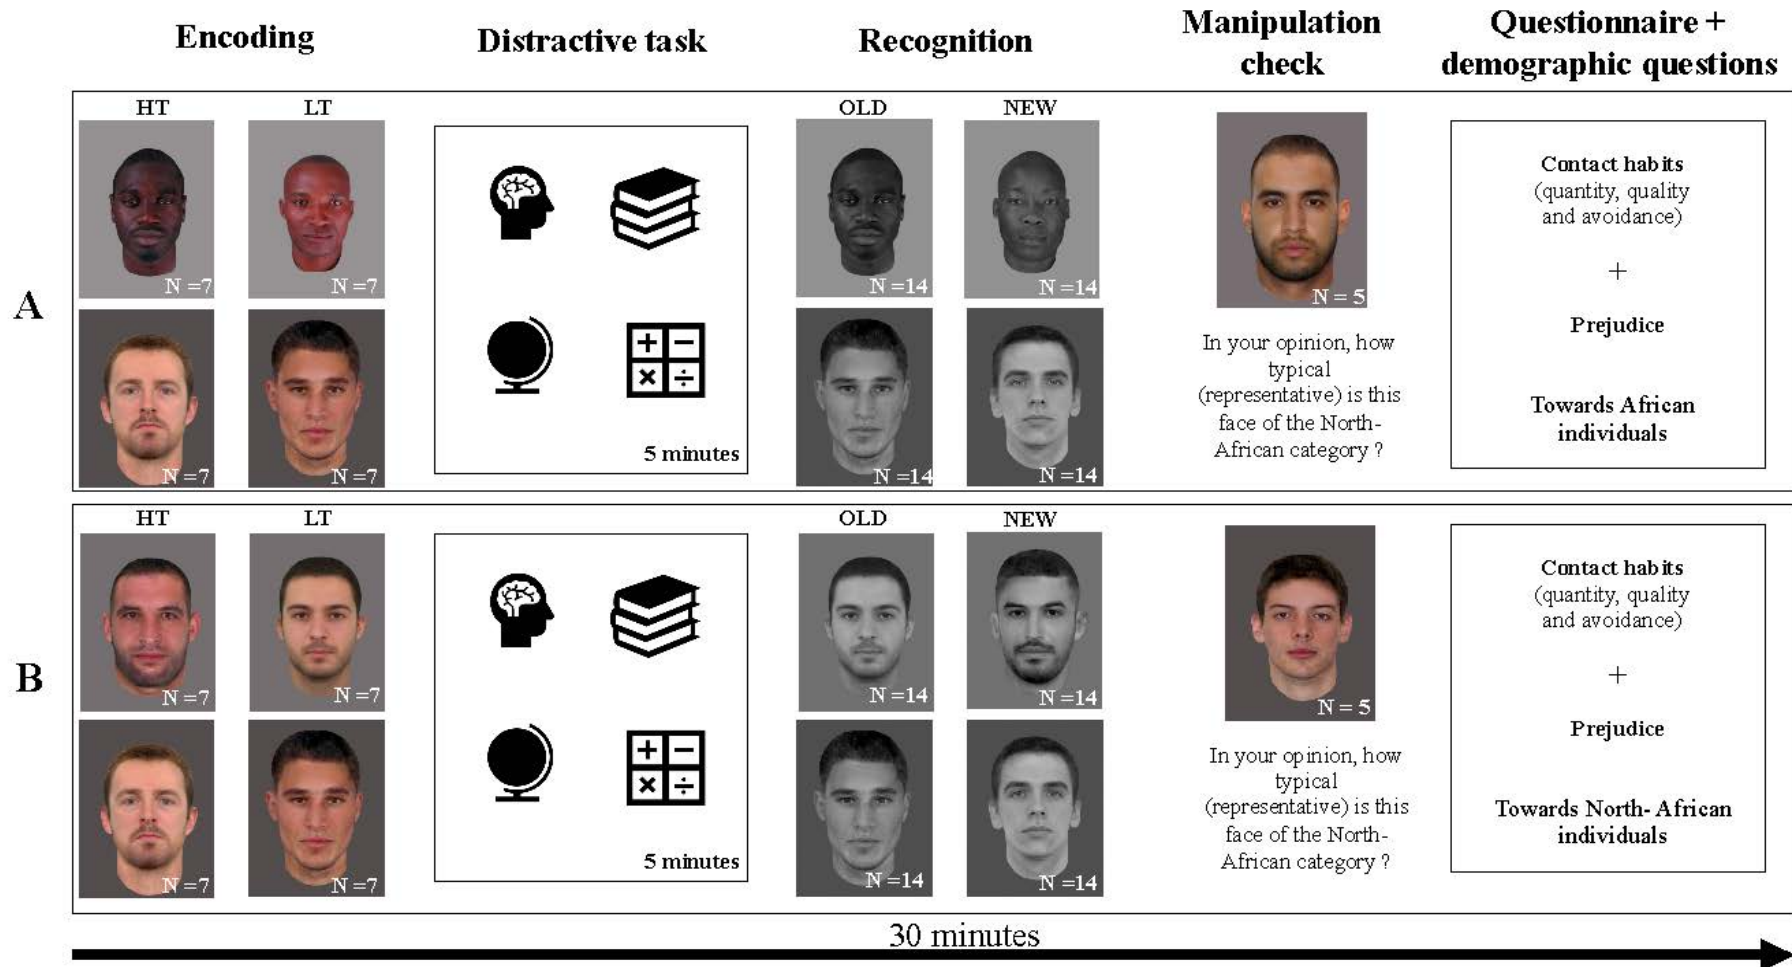 Encoding
Distractive task
Recognition
Manipulation
check
Questionnaire +
demographic questions
A
HT
LT
N =7
N =7
N =7
N =7
5 minutes
OLD
NEW
N =14
N =14
N =14
N =14
N = 5
In your opinion, how
typical
(representative) is this
face of the North-
African category ?
Contact habits
(quantity, quality
and avoidance)
+
Prejudice
Towards African
individuals
B
HT
LT
N =7
N =7
N =7
N =7
5 minutes
OLD
NEW
N =14
N =14
N =14
N =14
N = 5
In your opinion, how
typical
(representative) is this
face of the North-
African category ?
Contact habits
(quantity, quality
and avoidance)
+
Prejudice
Towards North- African
individuals
30 minutes